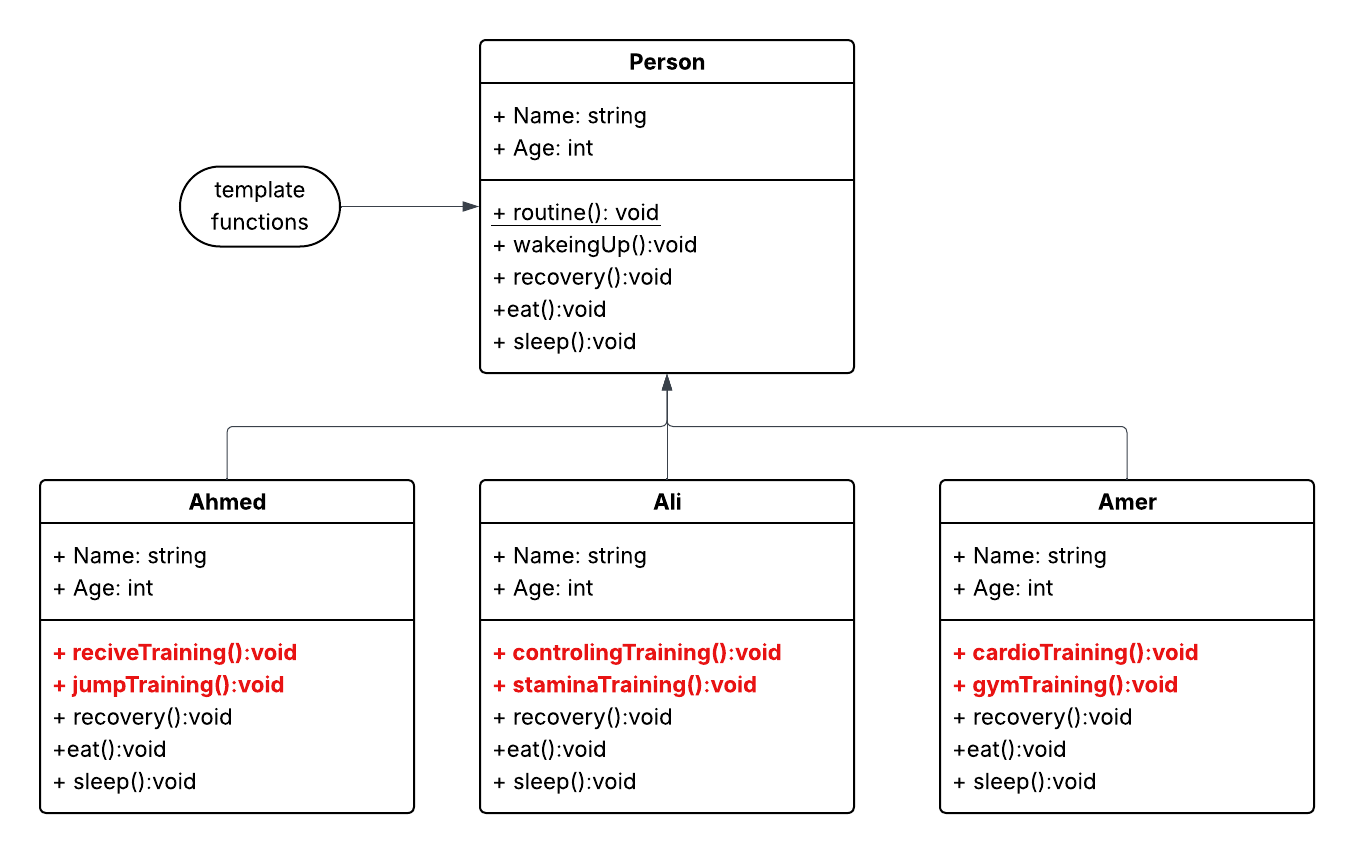 Person
+ Name: string
+ Age: int
template
functions
+ routine(): void
+ wakeingUp():void
+ recovery():void
+eat():void
+ sleep():void
Ahmed
+ Name: string
+ Age: int
+ reciveTraining():void
+ jumpTraining():void
+ recovery():void
+eat():void
+ sleep():void
Ali
+ Name: string
+ Age: int
+ controlingTraining():void
+ staminaTraining():void
+ recovery():void
+eat():void
+ sleep():void
Amer
+ Name: string
+ Age: int
+ cardioTraining():void
+ gymTraining():void
+ recovery():void
+eat():void
+ sleep():void